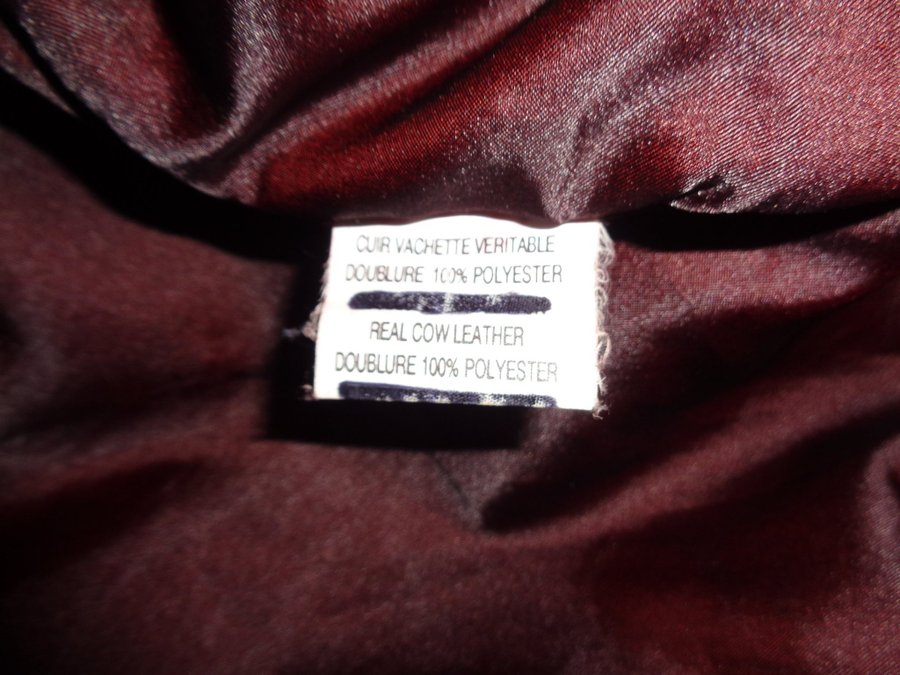 CUIR VACHETTE VERITABLE
DOUBLURE 100% POLYESTER
REAL COW LEATHER
DOUBLURE 100% POLYESTER